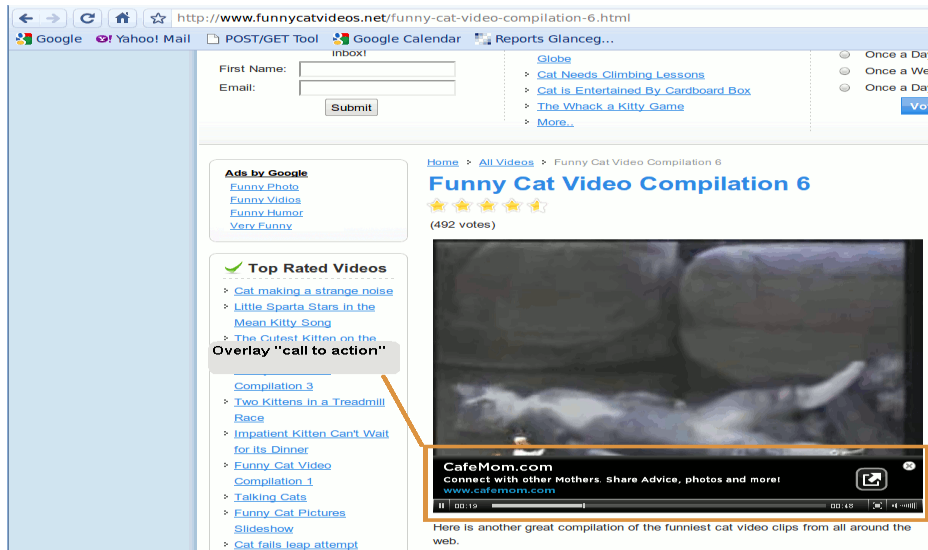 http://www.funnycatvideos.net/funny-cat-video-compilation-6.html
Google Yahoo! Mail POST/GET Tool Google Calendar Reports Glanceg...
inbox!
First Name:
Email:
Submit
Globe
Cat Needs Climbing Lessons
Cat is Entertained By Cardboard Box
The Whack a Kitty Game
More..
Once a Da
Once a We
Once a Da
Vo
Ads by Google
Funny Photo
Funny Vidios
Funny Humor
Very Funny
Top Rated Videos
Cat making a strange noise
Little Sparta Stars in the
Mean Kitty Song
The Cutest Kitten on the
Overlay "call to action"
Compilation 3
Two Kittens in a Treadmill
Race
Impatient Kitten Can't Wait
for its Dinner
Funny Cat Video
Compilation 1
Talking Cats
Funny Cat Pictures
Slideshow
Cat fails leap attempt
Home > All Videos > Funny Cat Video Compilation 6
Funny Cat Video Compilation 6
(492 votes)
CafeMom.com
Connect with other Mothers. Share Advice, photos and more!
www.cafemom.com
00:19 00:48
Here is another great compilation of the funniest cat video clips from all around the
web.